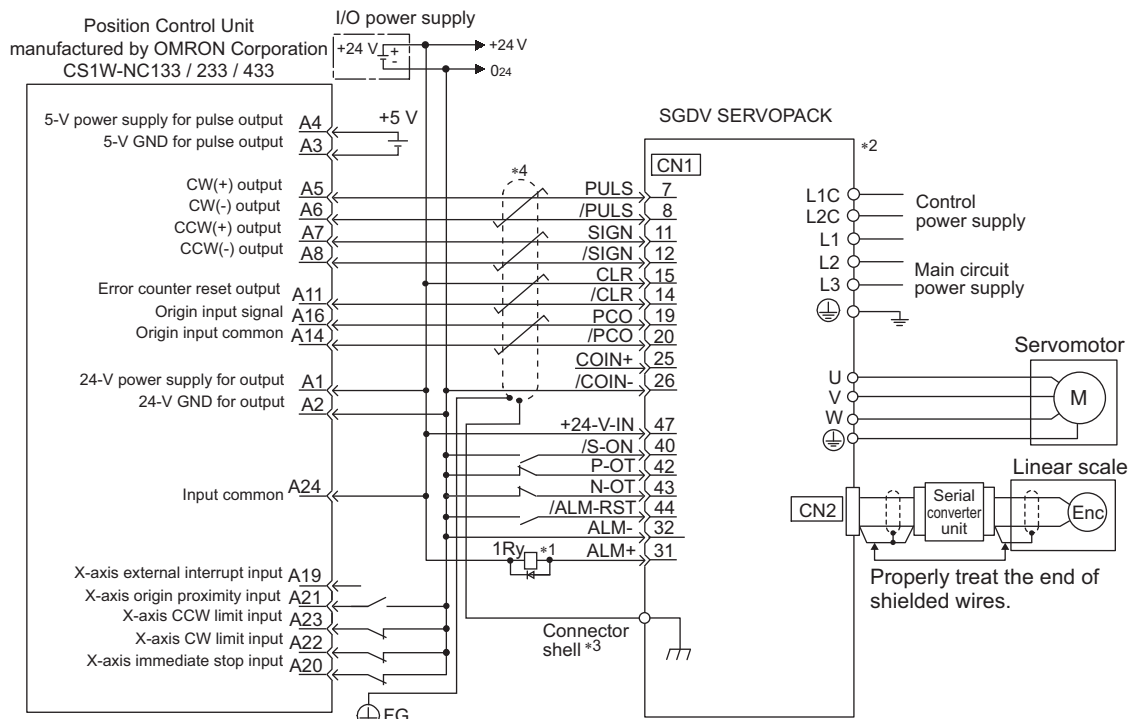 Position Control Unit
manufactured by OMRON Corporation
CS1W-NC133 / 233 / 433
I/O power supply
+24 V
+
-
+24 V
024
5-V power supply for pulse output A4
5-V GND for pulse output A3
+5 V
CW(+) output A5
CW(-) output A6
CCW(+) output A7
CCW(-) output A8
Error counter reset output A11
Origin input signal A16
Origin input common A14
24-V power supply for output A1
24-V GND for output A2
Input common A24
X-axis external interrupt input A19
X-axis origin proximity input A21
X-axis CCW limit input A23
X-axis CW limit input A22
X-axis immediate stop input A20
FG
*4
SGDV SERVOPACK
*2
CN1
PULS 7
/PULS 8
SIGN 11
/SIGN 12
CLR 15
/CLR 14
PCO 19
/PCO 20
COIN+ 25
/COIN- 26
+24-V-IN 47
/S-ON 40
P-OT 42
N-OT 43
/ALM-RST 44
ALM- 32
1Ry *1 ALM+ 31
Connector
shell *3
L1C
L2C
Control
power supply
L1
L2
L3
Main circuit
power supply
Servomotor
U
V
W
M
Linear scale
CN2
Serial
converter
unit
Enc
Properly treat the end of
shielded wires.